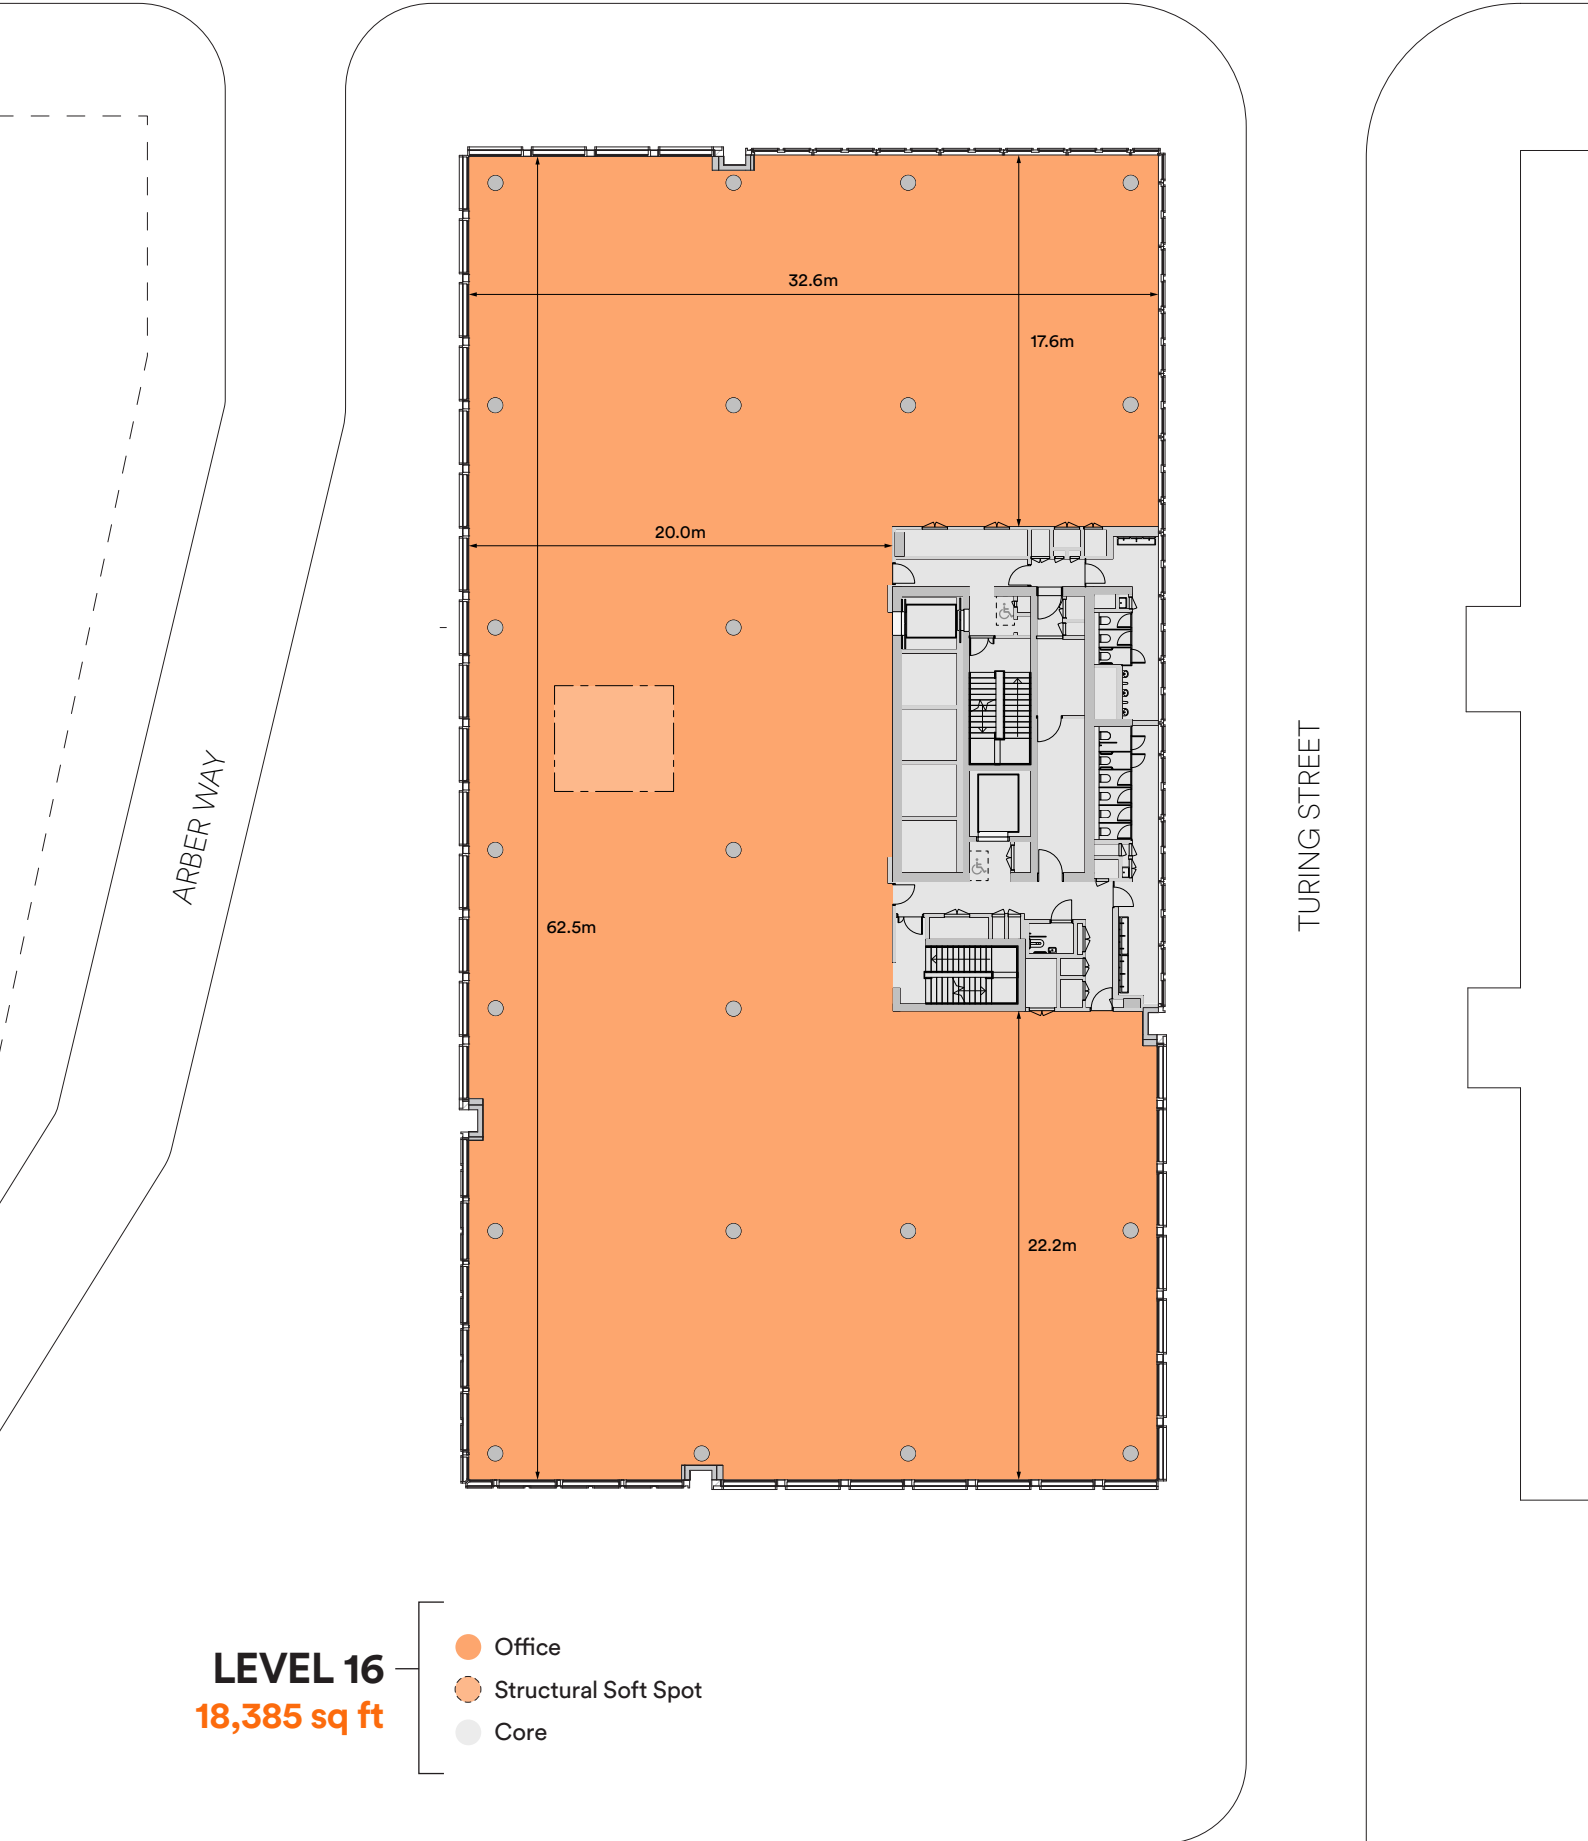 32.6m
17.6m
20.0m
ARBER WAY
TURING STREET
62.5m
22.2m
LEVEL 16
18,385 sq ft
Office
Structural Soft Spot
Core